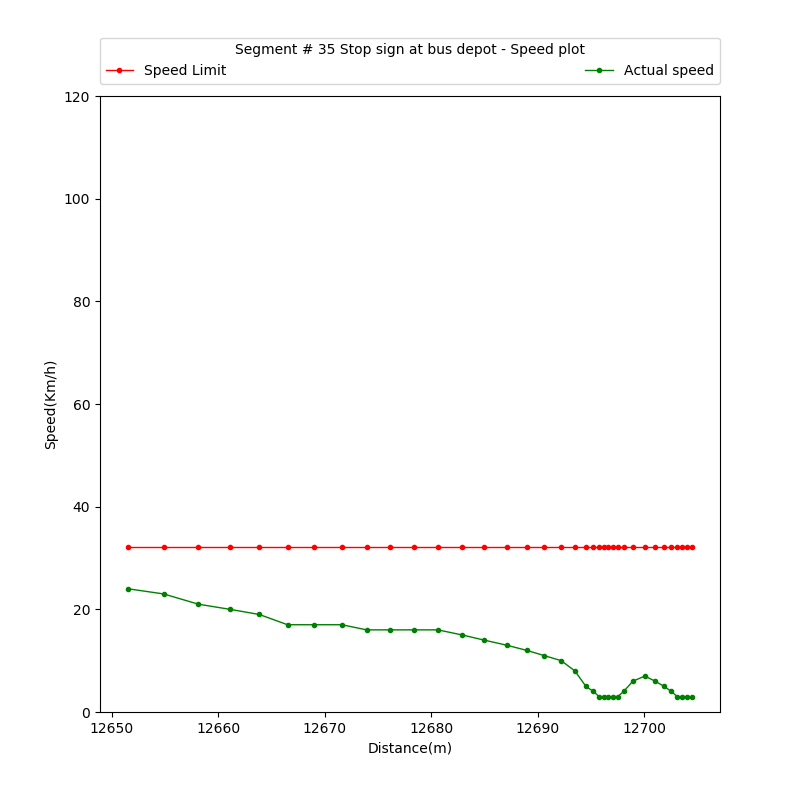 Segment # 35 Stop sign at bus depot - Speed plot
Speed Limit
Actual speed
120
100
80
60
40
20
0
Speed(Km/h)
12650 12660 12670 12680 12690 12700
Distance(m)